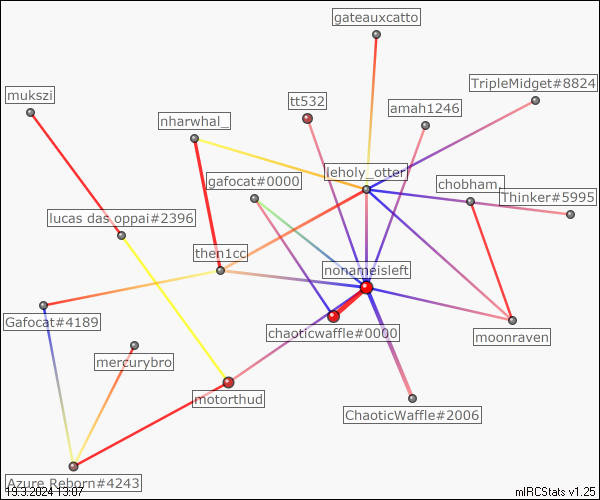 gateauxcatto
TripleMidget#8824
mukszi
tt532
amah1246
nharwhal_
leholy_otter
gafocat#0000
chobham_
Thinker#5995
lucas das oppai#2396
then1cc
nonameisleft
Gafocat#4189
chaoticwaffle#0000
moonraven
mercurybro
motorthud
ChaoticWaffle#2006
Azure Reborn#4243
19.3.2024 13:07
mIRCStats v1.25